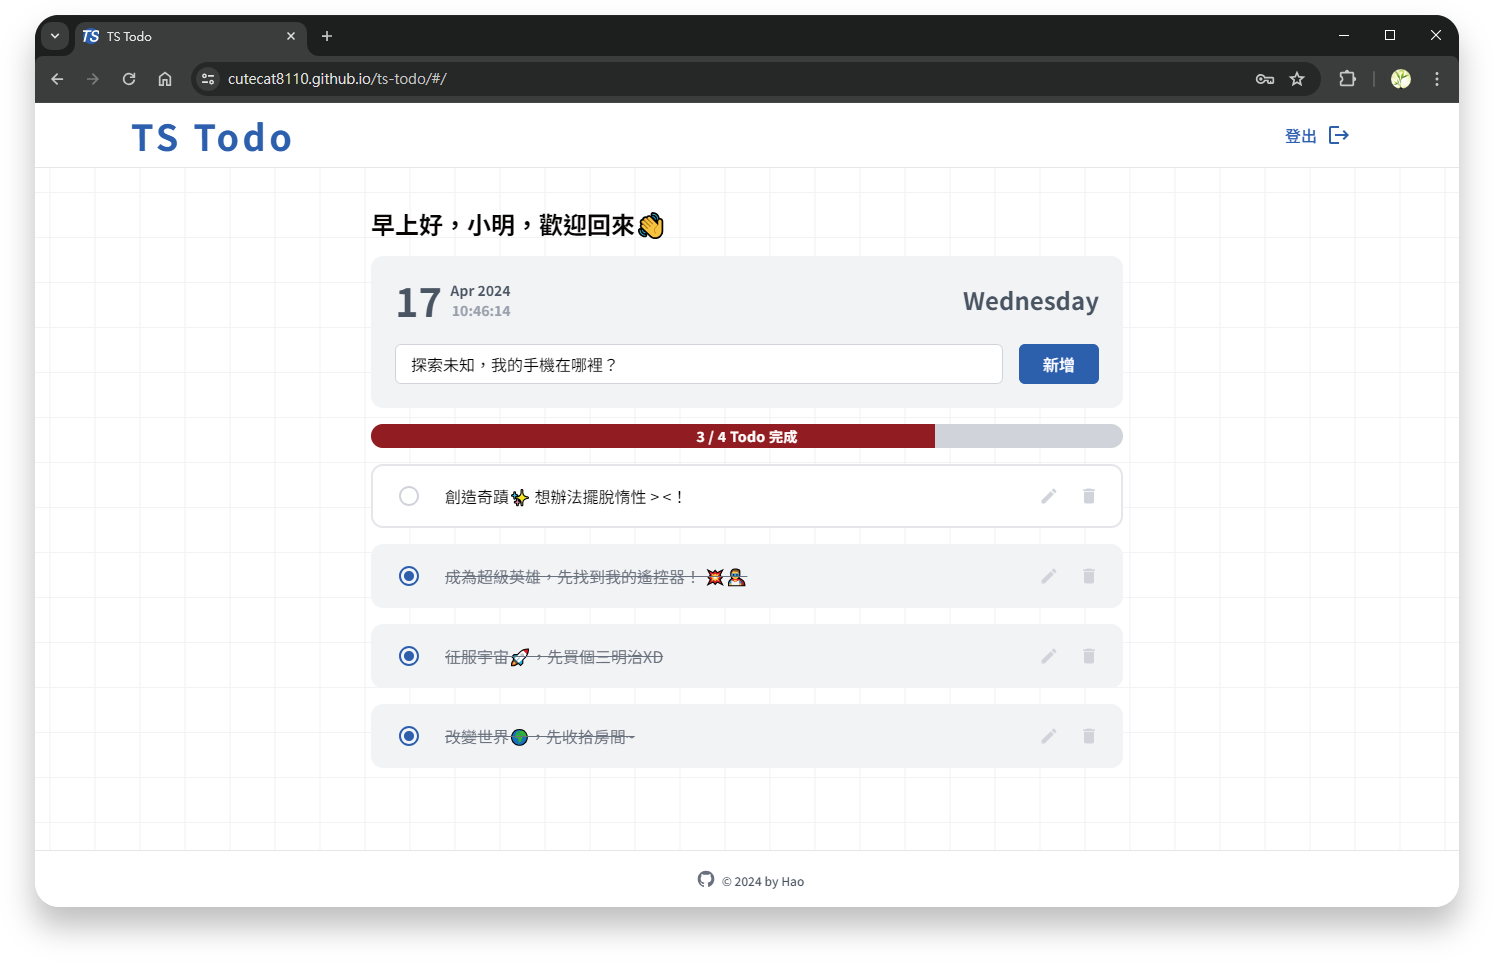 TS TS Todo
cutecat8110.github.io/ts-todo/#/
TS Todo
登出
早上好，小明，歡迎回來👋
17 Apr 2024
10:46:14
Wednesday
探索未知，我的手機在哪裡？
新增
3 / 4 Todo 完成
創造奇蹟✨ 想辦法擺脫惰性 > < ！
成為超級英雄，先找到我的遙控器！ 💥🦸‍♂️
征服宇宙🚀，先買個三明治XD
改變世界🌍，先收拾房間~
© 2024 by Hao